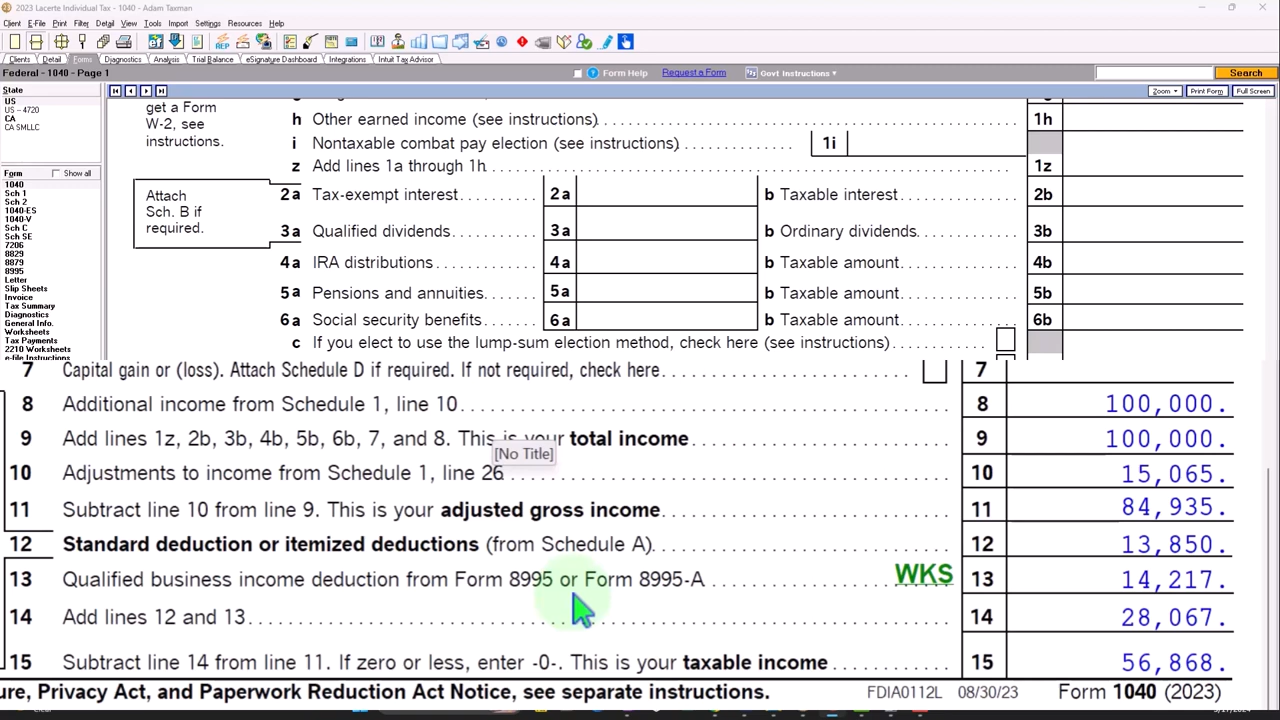 2023 Lacerte Individual Tax - 1040 - Adam Taxman
Client E-File Print Filter Detail View Tools Import Settings Resources Help
REP
Clients Detail Forms Diagnostics Analysis Trial Balance eSignature Dashboard Integrations Intuit Tax Advisor
Federal - 1040 - Page 1 Form Help Request a Form Govt Instructions Search
State
US
US - 4720
CA
CA SMLLC
Form Show all
1040
Sch 1
Sch 2
1040-ES
1040-V
Sch C
Sch SE
7206
8829
8879
8995
Letter
Slip Sheets
Invoice
Tax Summary
Diagnostics
General Info.
Worksheets
Tax Payments
2210 Worksheets
e-file Instructions
Zoom Print Form Full Screen
get a Form
W-2, see
instructions.
h Other earned income (see instructions) 1h
i Nontaxable combat pay election (see instructions) 1i
z Add lines 1a through 1h 1z
Attach
Sch. B if
required.
2a Tax-exempt interest 2a b Taxable interest 2b
3a Qualified dividends 3a b Ordinary dividends 3b
4a IRA distributions 4a b Taxable amount 4b
5a Pensions and annuities 5a b Taxable amount 5b
6a Social security benefits 6a b Taxable amount 6b
c If you elect to use the lump-sum election method, check here (see instructions)
7 Capital gain or (loss). Attach Schedule D if required. If not required, check here 7
8 Additional income from Schedule 1, line 10 8 100,000.
9 Add lines 1z, 2b, 3b, 4b, 5b, 6b, 7, and 8. This is your total income 9 100,000.
[No Title]
10 Adjustments to income from Schedule 1, line 26 10 15,065.
11 Subtract line 10 from line 9. This is your adjusted gross income 11 84,935.
12 Standard deduction or itemized deductions (from Schedule A) 12 13,850.
13 Qualified business income deduction from Form 8995 or Form 8995-A WKS 13 14,217.
14 Add lines 12 and 13 14 28,067.
15 Subtract line 14 from line 11. If zero or less, enter -0-. This is your taxable income 15 56,868.
ure, Privacy Act, and Paperwork Reduction Act Notice, see separate instructions. FDIA0112L 08/30/23 Form 1040 (2023)